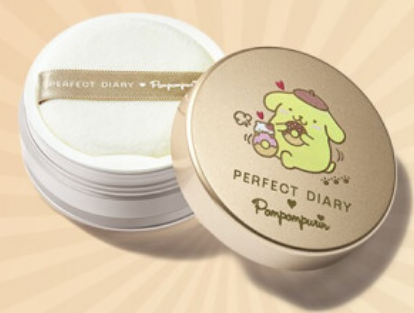 PERFECT DIARY ♥ Pompompurin
PERFECT DIARY
♥
Pompompurin